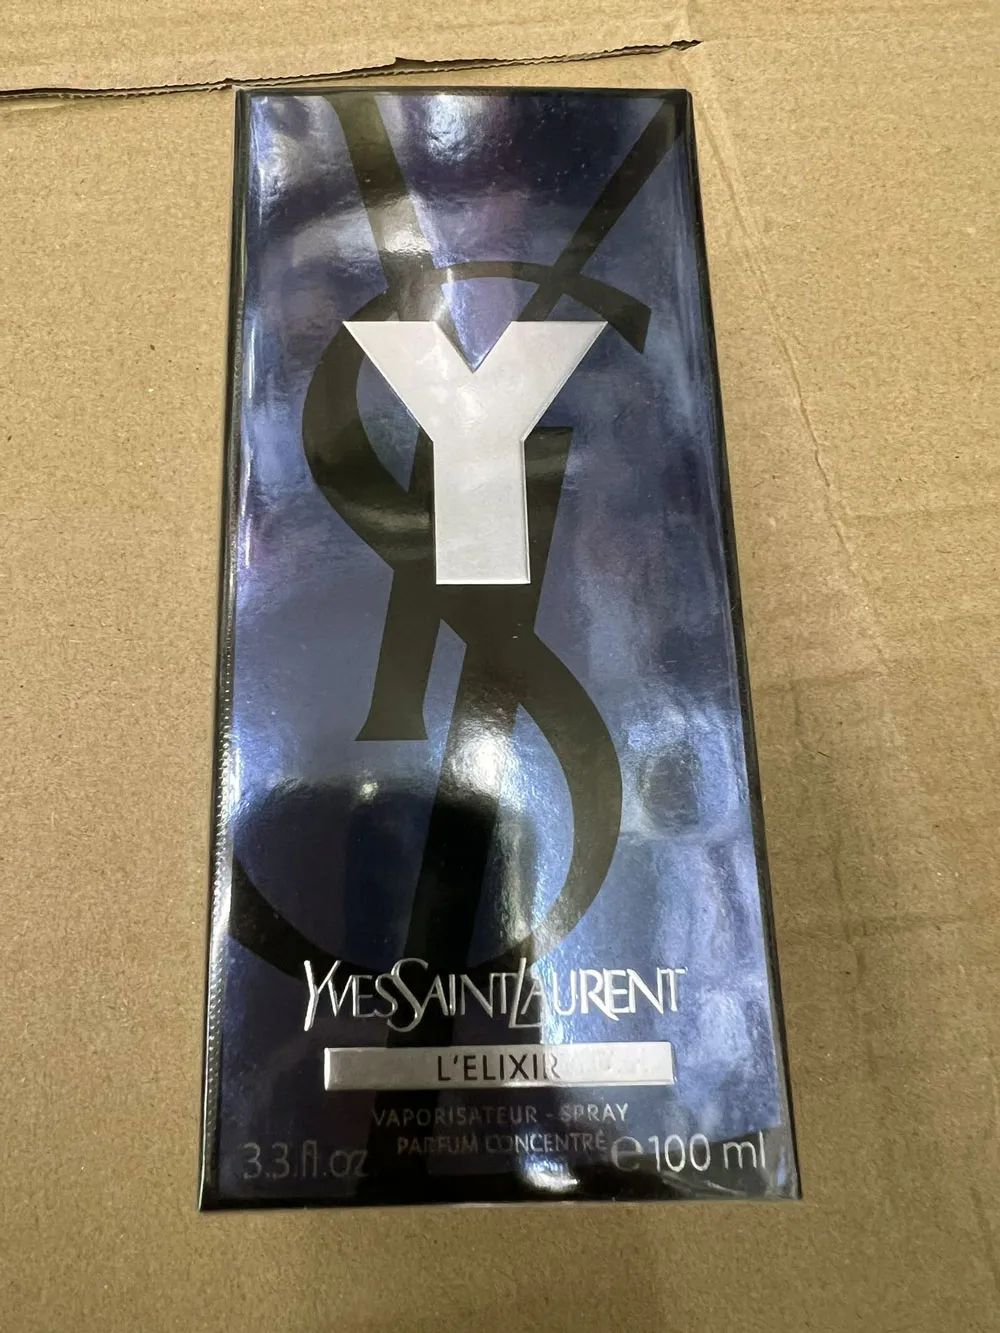 Y
YVESSAINTLAURENT
L'ELIXIR
VAPORISATEUR - SPRAY
PARFUM CONCENTRÉ
3.3.fl.oz ℮ 100 ml